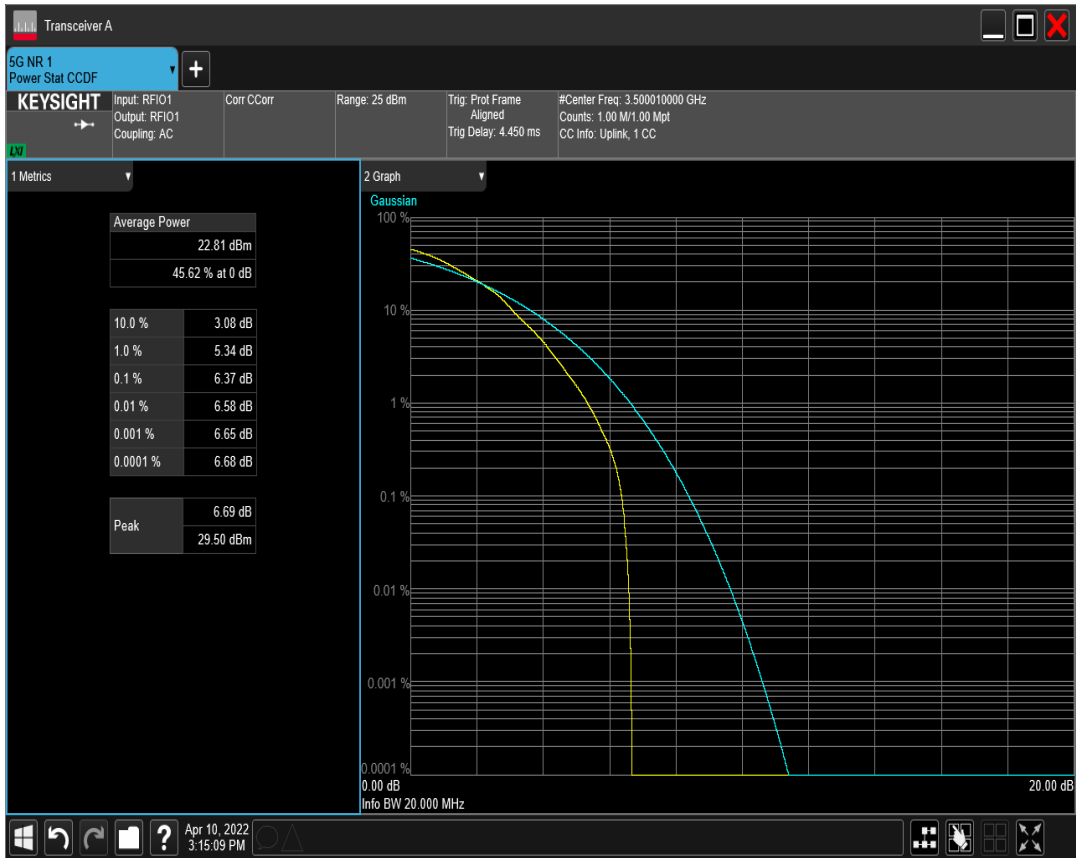 Transceiver A
5G NR 1
Power Stat CCDF
+
KEYSIGHT
LXI
Input: RFIO1
Output: RFIO1
Coupling: AC
Corr CCorr
Range: 25 dBm
Trig: Prot Frame
Aligned
Trig Delay: 4.450 ms
#Center Freq: 3.500010000 GHz
Counts: 1.00 M/1.00 Mpt
CC Info: Uplink, 1 CC
1 Metrics
Average Power
22.81 dBm
45.62 % at 0 dB
10.0 % 3.08 dB
1.0 % 5.34 dB
0.1 % 6.37 dB
0.01 % 6.58 dB
0.001 % 6.65 dB
0.0001 % 6.68 dB
Peak
6.69 dB
29.50 dBm
2 Graph
Gaussian
100 %
10 %
1 %
0.1 %
0.01 %
0.001 %
0.0001 %
0.00 dB 20.00 dB
Info BW 20.000 MHz
?
Apr 10, 2022
3:15:09 PM